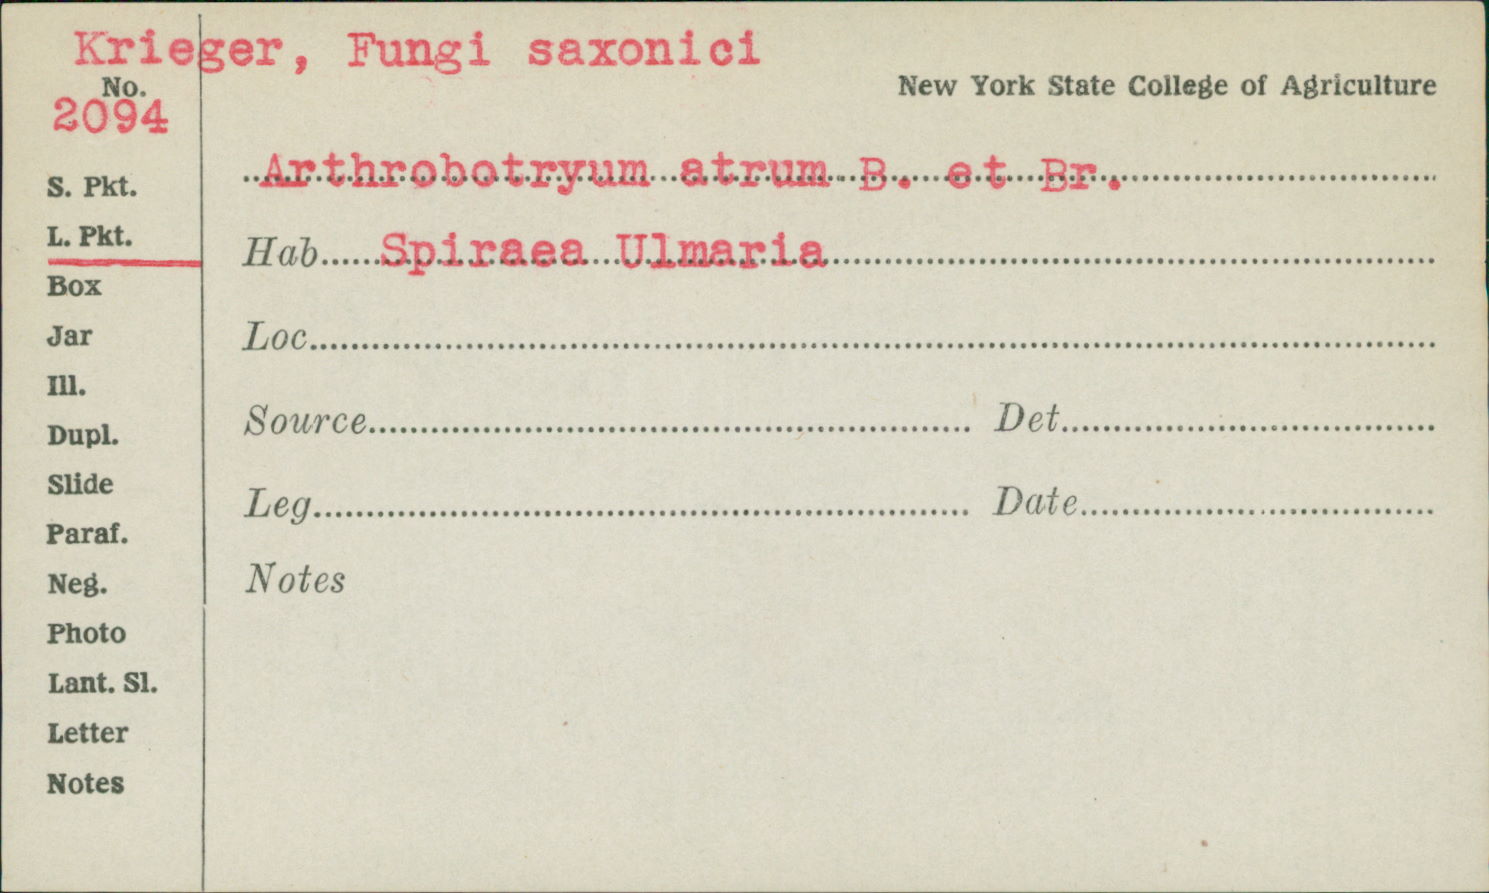 Krieger, Fungi saxonici
No.
2094
New York State College of Agriculture
Arthrobotryum atrum B. et Br.
S. Pkt.
L. Pkt.
Box
Jar
Ill.
Dupl.
Slide
Paraf.
Neg.
Photo
Lant. Sl.
Letter
Notes
Hab. Spiraea Ulmaria
Loc.
Source Det.
Leg. Date
Notes